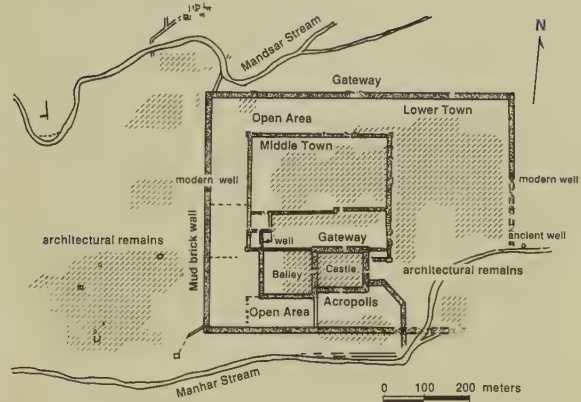 Mandsar Stream
N
Gateway
Lower Town
Open Area
Middle Town
modern well
modern well
Mud brick wall
well
Gateway
ancient well
architectural remains
Bailey
Castle
architectural remains
Acropolis
Open Area
Manhar Stream
0 100 200 meters